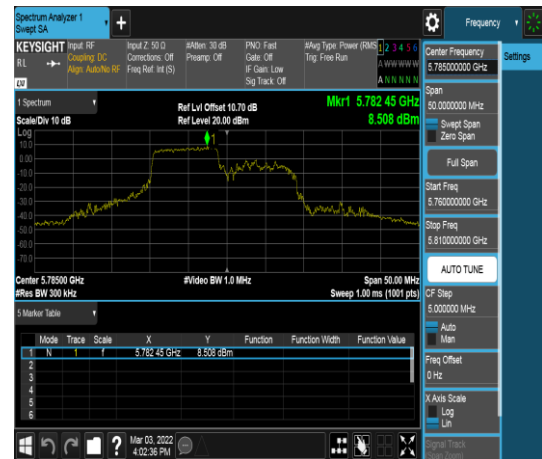 Spectrum Analyzer 1
Swept SA
+
Frequency
KEYSIGHT
RL
LXI
Input: RF
Coupling: DC
Align: Auto/No RF
Input Z: 50 Ω
Corrections: Off
Freq Ref: Int (S)
#Atten: 30 dB
Preamp: Off
PNO: Fast
Gate: Off
IF Gain: Low
Sig Track: Off
#Avg Type: Power (RMS
Trig: Free Run
1 2 3 4 5 6
A W W W W W
A N N N N N
1 Spectrum
Scale/Div 10 dB
Ref Lvl Offset 10.70 dB
Ref Level 20.00 dBm
Mkr1 5.782 45 GHz
8.508 dBm
Log
1
10.0
0.00
-10.0
-20.0
-30.0
-40.0
-50.0
-60.0
-70.0
Center 5.78500 GHz
#Video BW 1.0 MHz
Span 50.00 MHz
#Res BW 300 kHz
Sweep 1.00 ms (1001 pts)
5 Marker Table
Mode Trace Scale X Y Function Function Width Function Value
1 N 1 f 5.782 45 GHz 8.508 dBm
2
3
4
5
6
Mar 03, 2022
4:02:36 PM
?
Center Frequency
5.785000000 GHz
Settings
Span
50.0000000 MHz
Swept Span
Zero Span
Full Span
Start Freq
5.760000000 GHz
Stop Freq
5.810000000 GHz
AUTO TUNE
CF Step
5.000000 MHz
Auto
Man
Freq Offset
0 Hz
X Axis Scale
Log
Lin
Signal Track
(Span Zoom)